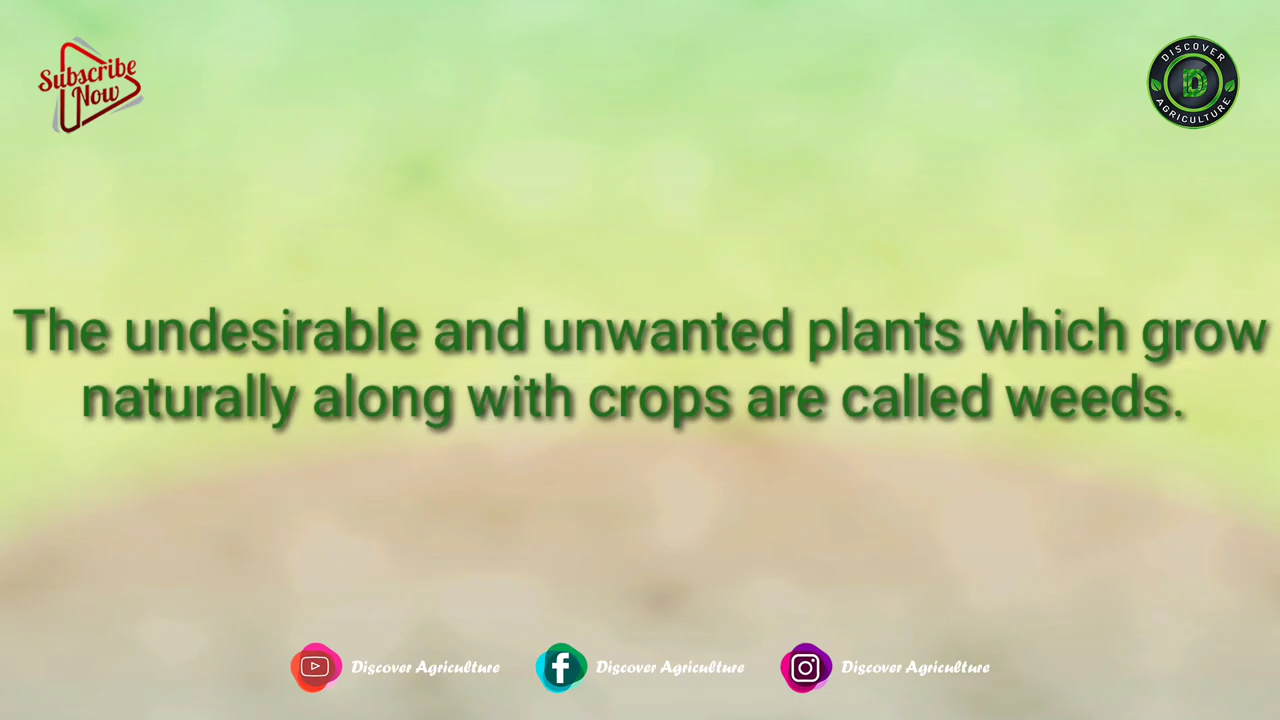 Subscribe
Now
DISCOVER
D
AGRICULTURE
The undesirable and unwanted plants which grow
naturally along with crops are called weeds.
Discover Agriculture
Discover Agriculture
Discover Agriculture